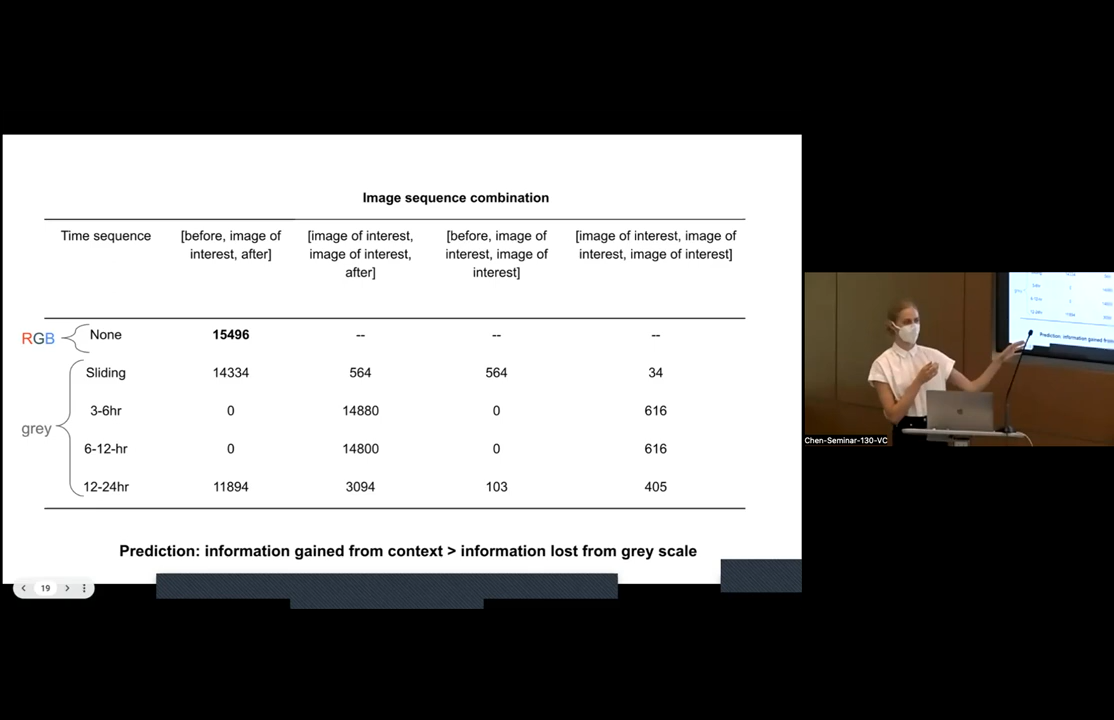 Image sequence combination
Time sequence [before, image of [image of interest, [before, image of [image of interest, image of
interest, after] image of interest, interest, image of interest, image of interest]
after] interest]
RGB None 15496 -- -- --
Sliding 14334 564 564 34
3-6hr 0 14880 0 616
grey
6-12-hr 0 14800 0 616
12-24hr 11894 3094 103 405
Prediction: information gained from context > information lost from grey scale
19
Chen-Seminar-130-VC
Prediction: information gained from